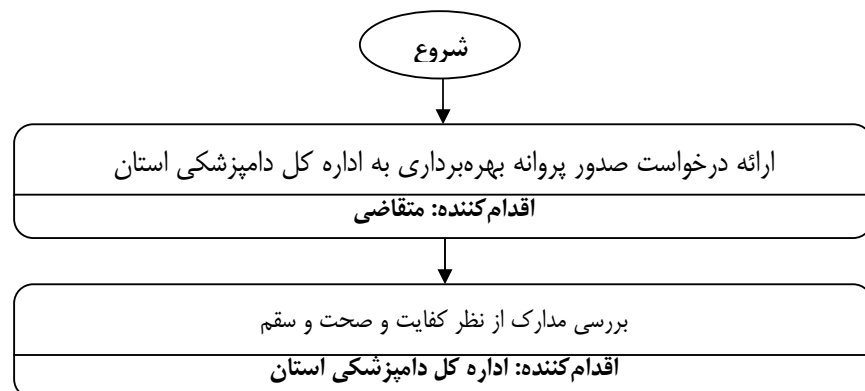 شروع
ارائه درخواست صدور پروانه بهره‌برداری به اداره کل دامپزشکی استان
اقدام‌کننده: متقاضی
بررسی مدارک از نظر کفایت و صحت و سقم
اقدام‌کننده: اداره کل دامپزشکی استان